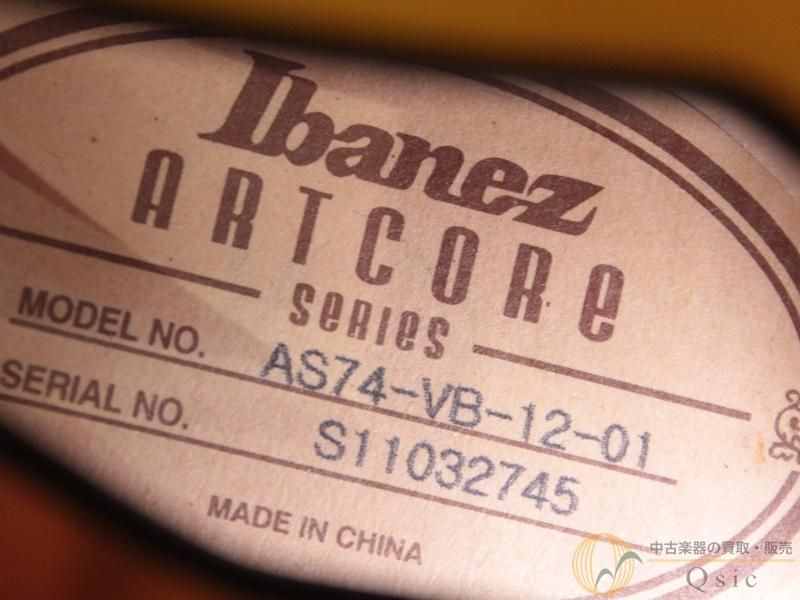 Ibanez
ARTCORE
SERIES
MODEL NO. AS74-VB-12-01
SERIAL NO. S11032745
MADE IN CHINA
中古楽器の買取・販売
Qsic